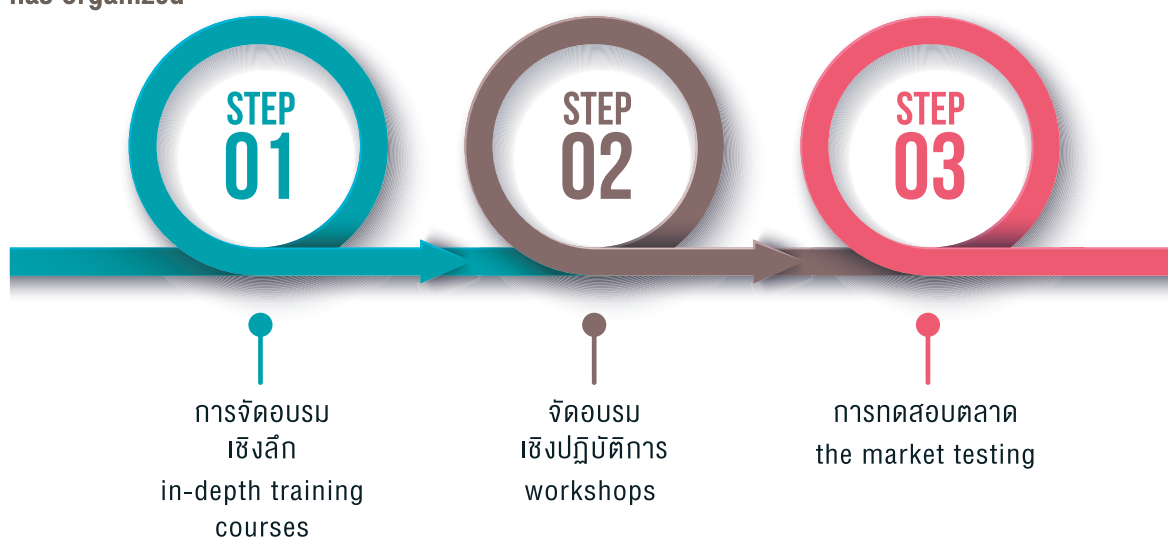 has organized
STEP
01
STEP
02
STEP
03
การจัดอบรม
เชิงลึก
in-depth training
courses
จัดอบรม
เชิงปฏิบัติการ
workshops
การทดสอบตลาด
the market testing